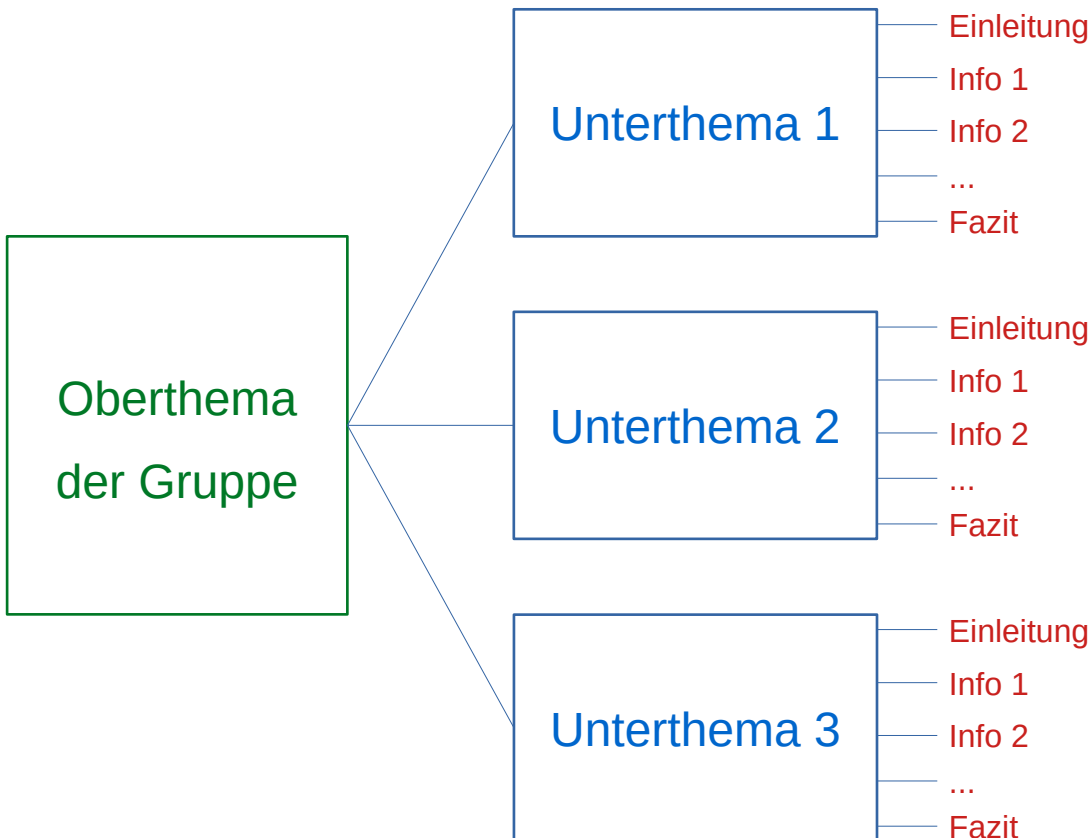 Oberthema
der Gruppe
Unterthema 1
Einleitung
Info 1
Info 2
...
Fazit
Unterthema 2
Einleitung
Info 1
Info 2
...
Fazit
Unterthema 3
Einleitung
Info 1
Info 2
...
Fazit